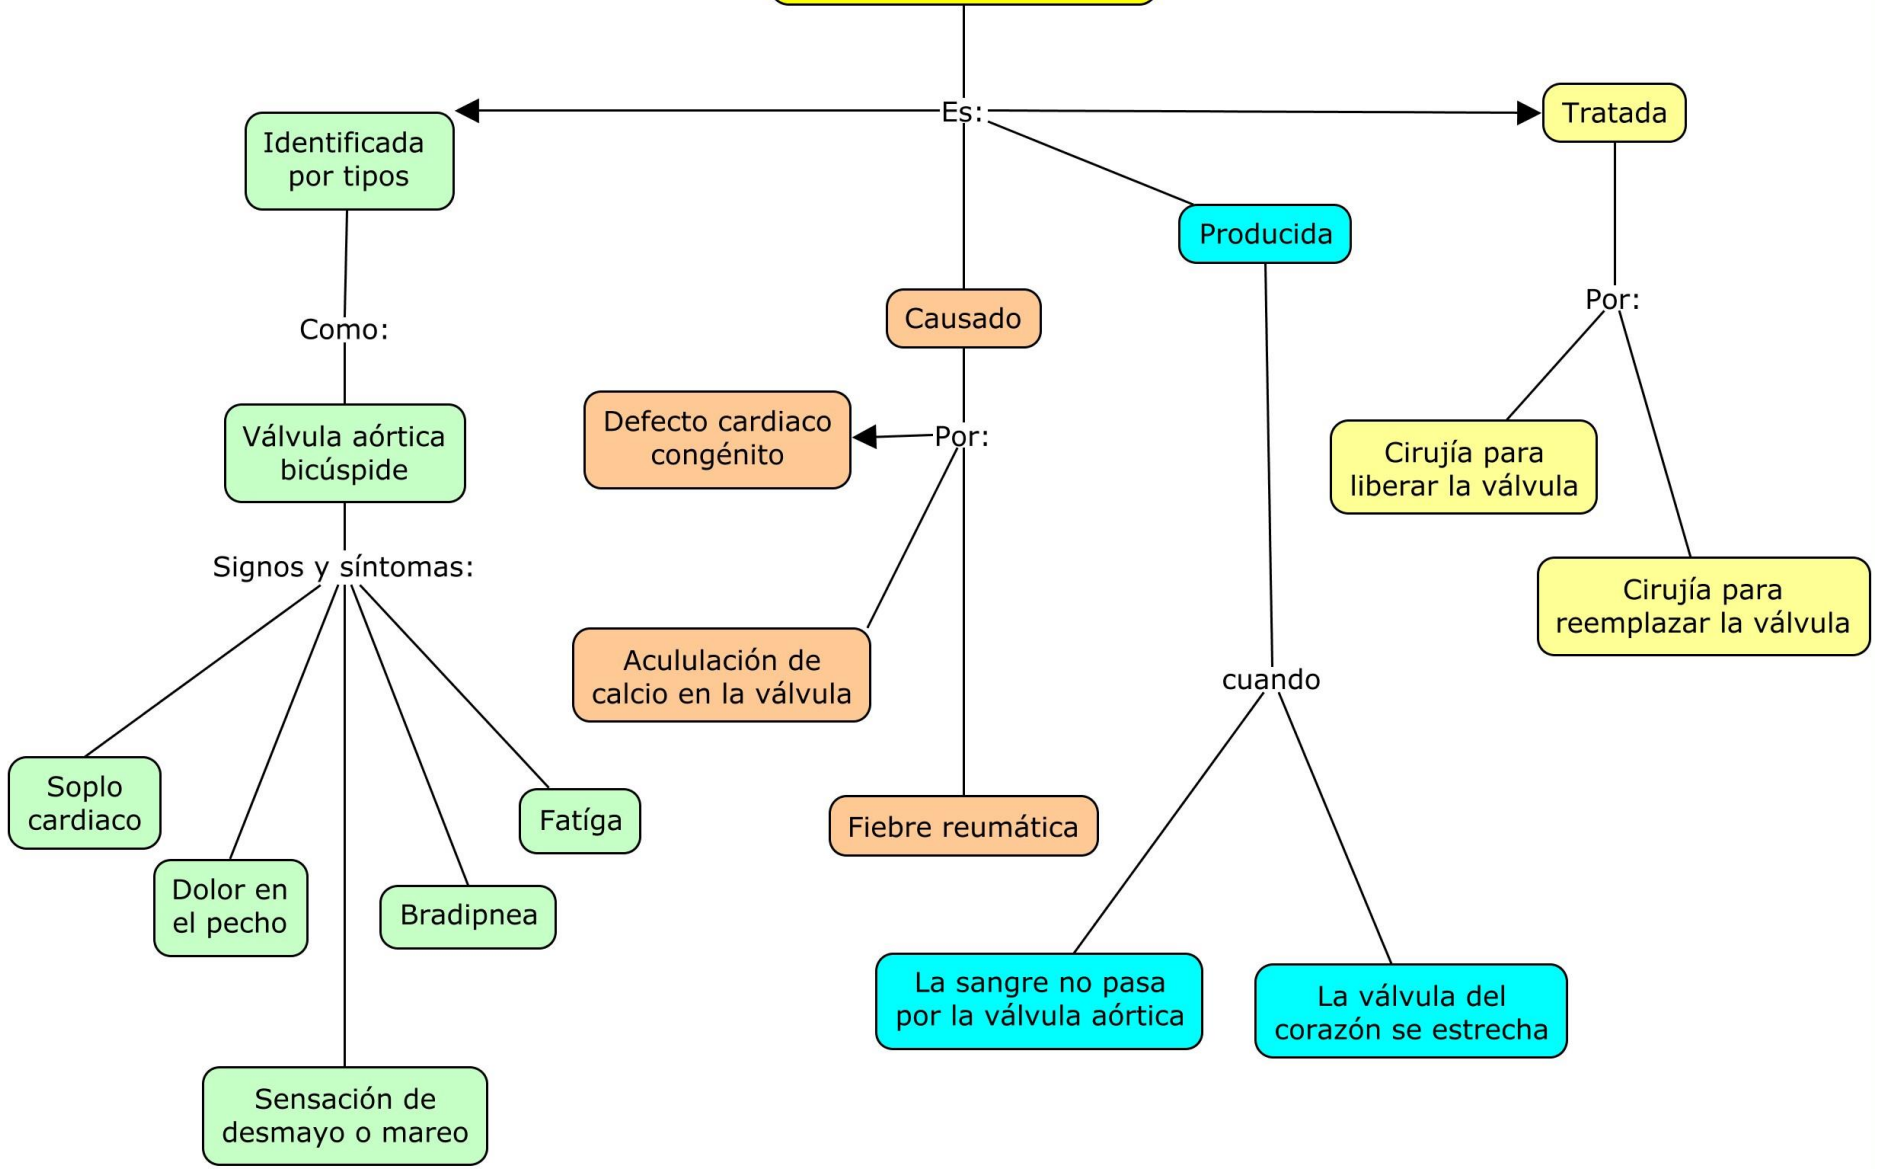 Es:
Tratada
Identificada
por tipos
Producida
Por:
Causado
Como:
Defecto cardiaco
congénito
Por:
Válvula aórtica
bicúspide
Cirujía para
liberar la válvula
Signos y síntomas:
Cirujía para
reemplazar la válvula
Acululación de
calcio en la válvula
cuando
Soplo
cardiaco
Fatíga
Fiebre reumática
Dolor en
el pecho
Bradipnea
La sangre no pasa
por la válvula aórtica
La válvula del
corazón se estrecha
Sensación de
desmayo o mareo